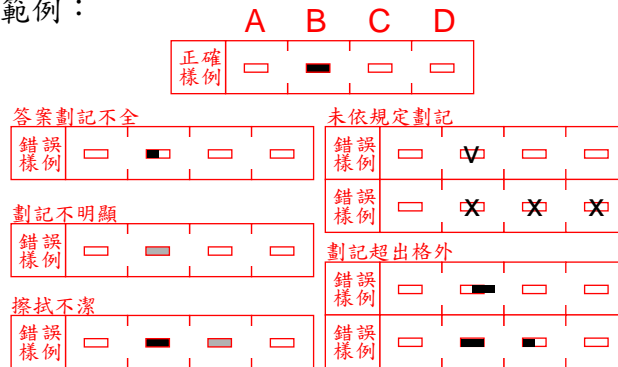 範例：
A B C D
正確
樣例
答案劃記不全
錯誤
樣例
劃記不明顯
錯誤
樣例
擦拭不潔
錯誤
樣例
未依規定劃記
錯誤
樣例
V
錯誤
樣例
X X X
劃記超出格外
錯誤
樣例
錯誤
樣例